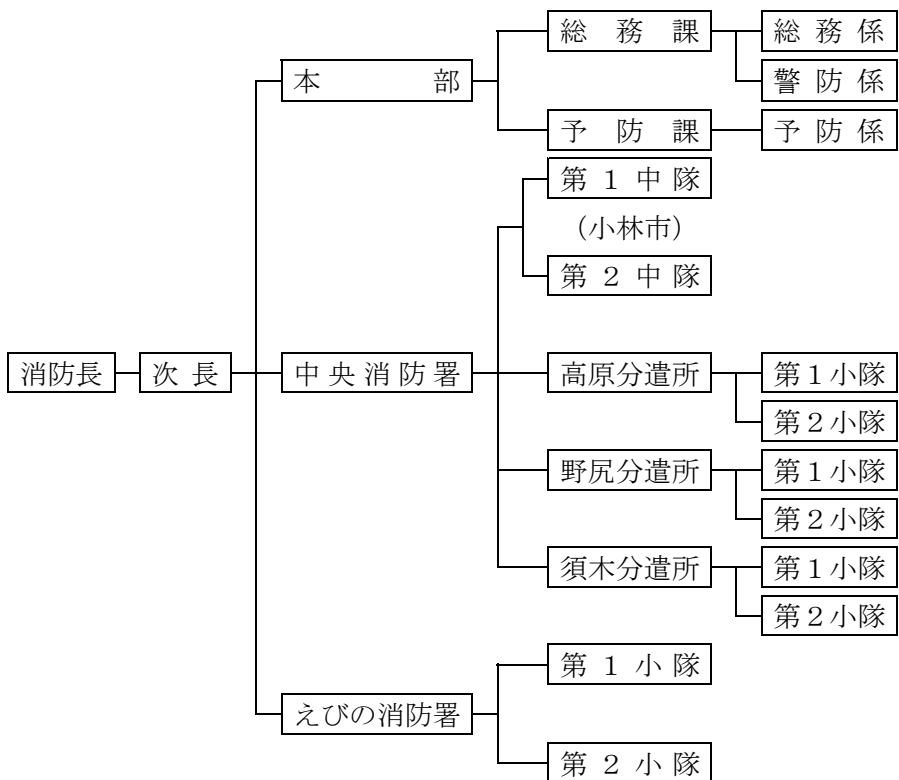 総務課 総務係
本部 警防係
予防課 予防係
第1中隊
（小林市）
第2中隊
消防長 次長 中央消防署 高原分遣所 第1小隊
第2小隊
野尻分遣所 第1小隊
第2小隊
須木分遣所 第1小隊
第2小隊
第1小隊
えびの消防署
第2小隊